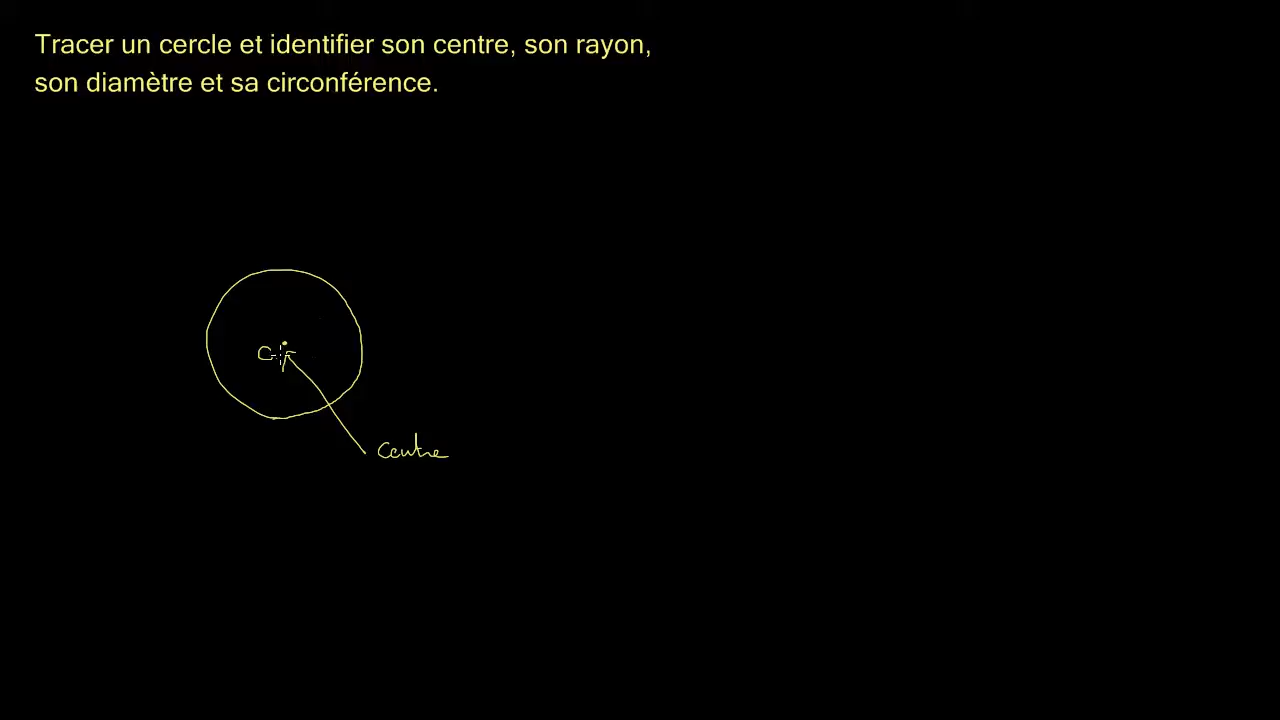 Tracer un cercle et identifier son centre, son rayon,
son diamètre et sa circonférence.
C
Centre